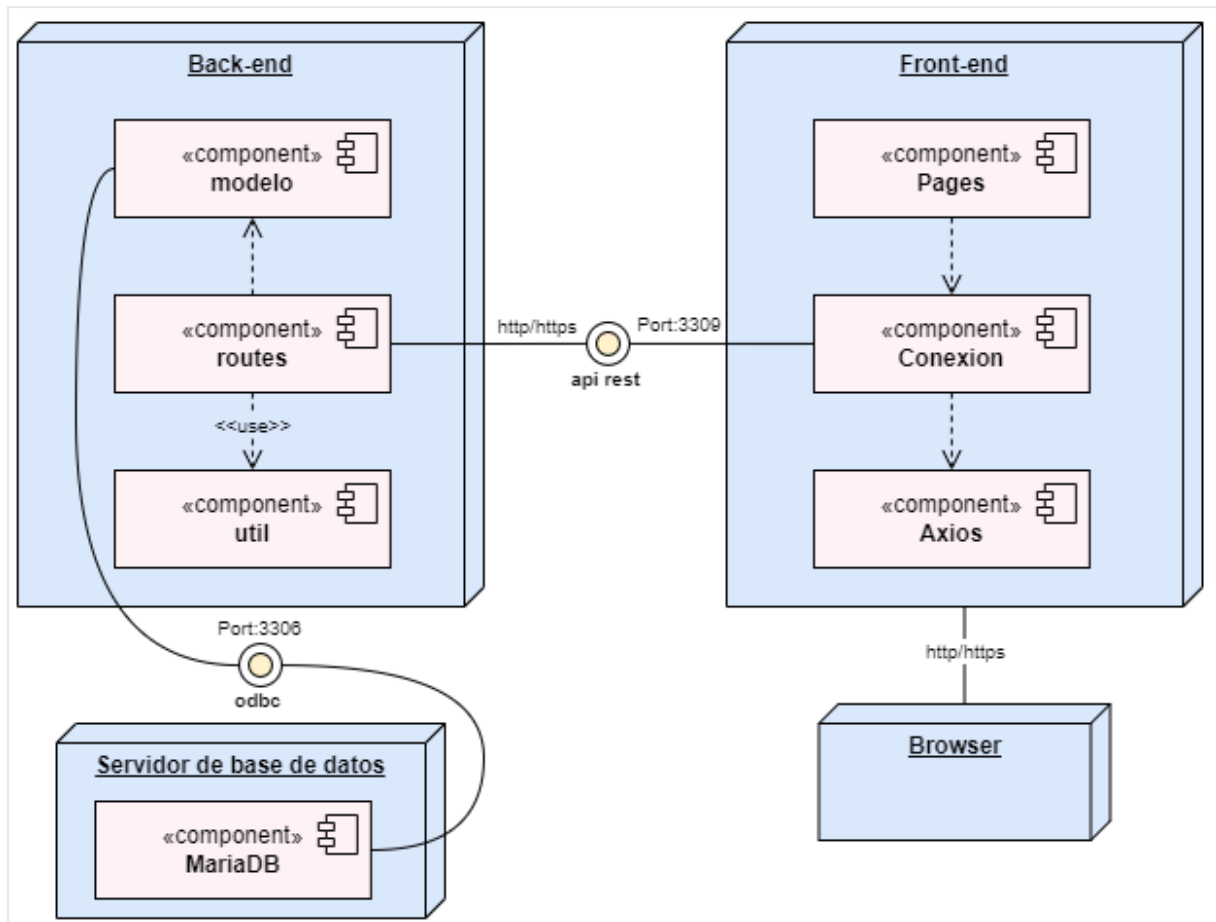 Back-end
«component»
modelo
«component»
routes
<<use>>
«component»
util
http/https
api rest
Port:3309
Front-end
«component»
Pages
«component»
Conexion
«component»
Axios
Port:3306
odbc
Servidor de base de datos
«component»
MariaDB
http/https
Browser